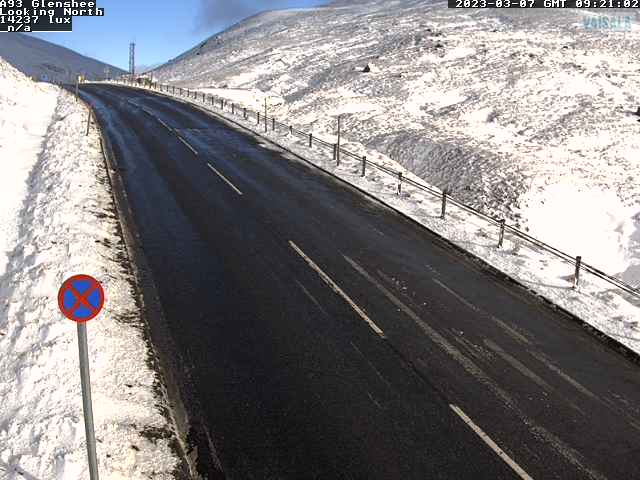 A93 Glenshee
Looking North
14237 lux
n/a
2023-03-07 GMT 09:21:02
VAISALA